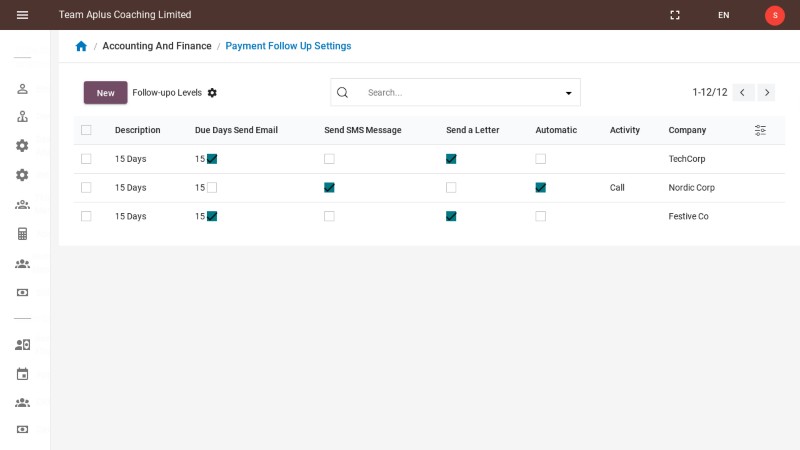 Team Aplus Coaching Limited EN S
/ Accounting And Finance / Payment Follow Up Settings
New Follow-upo Levels Search... 1-12/12
Description Due Days Send Email Send SMS Message Send a Letter Automatic Activity Company
15 Days 15 TechCorp
15 Days 15 Call Nordic Corp
15 Days 15 Festive Co